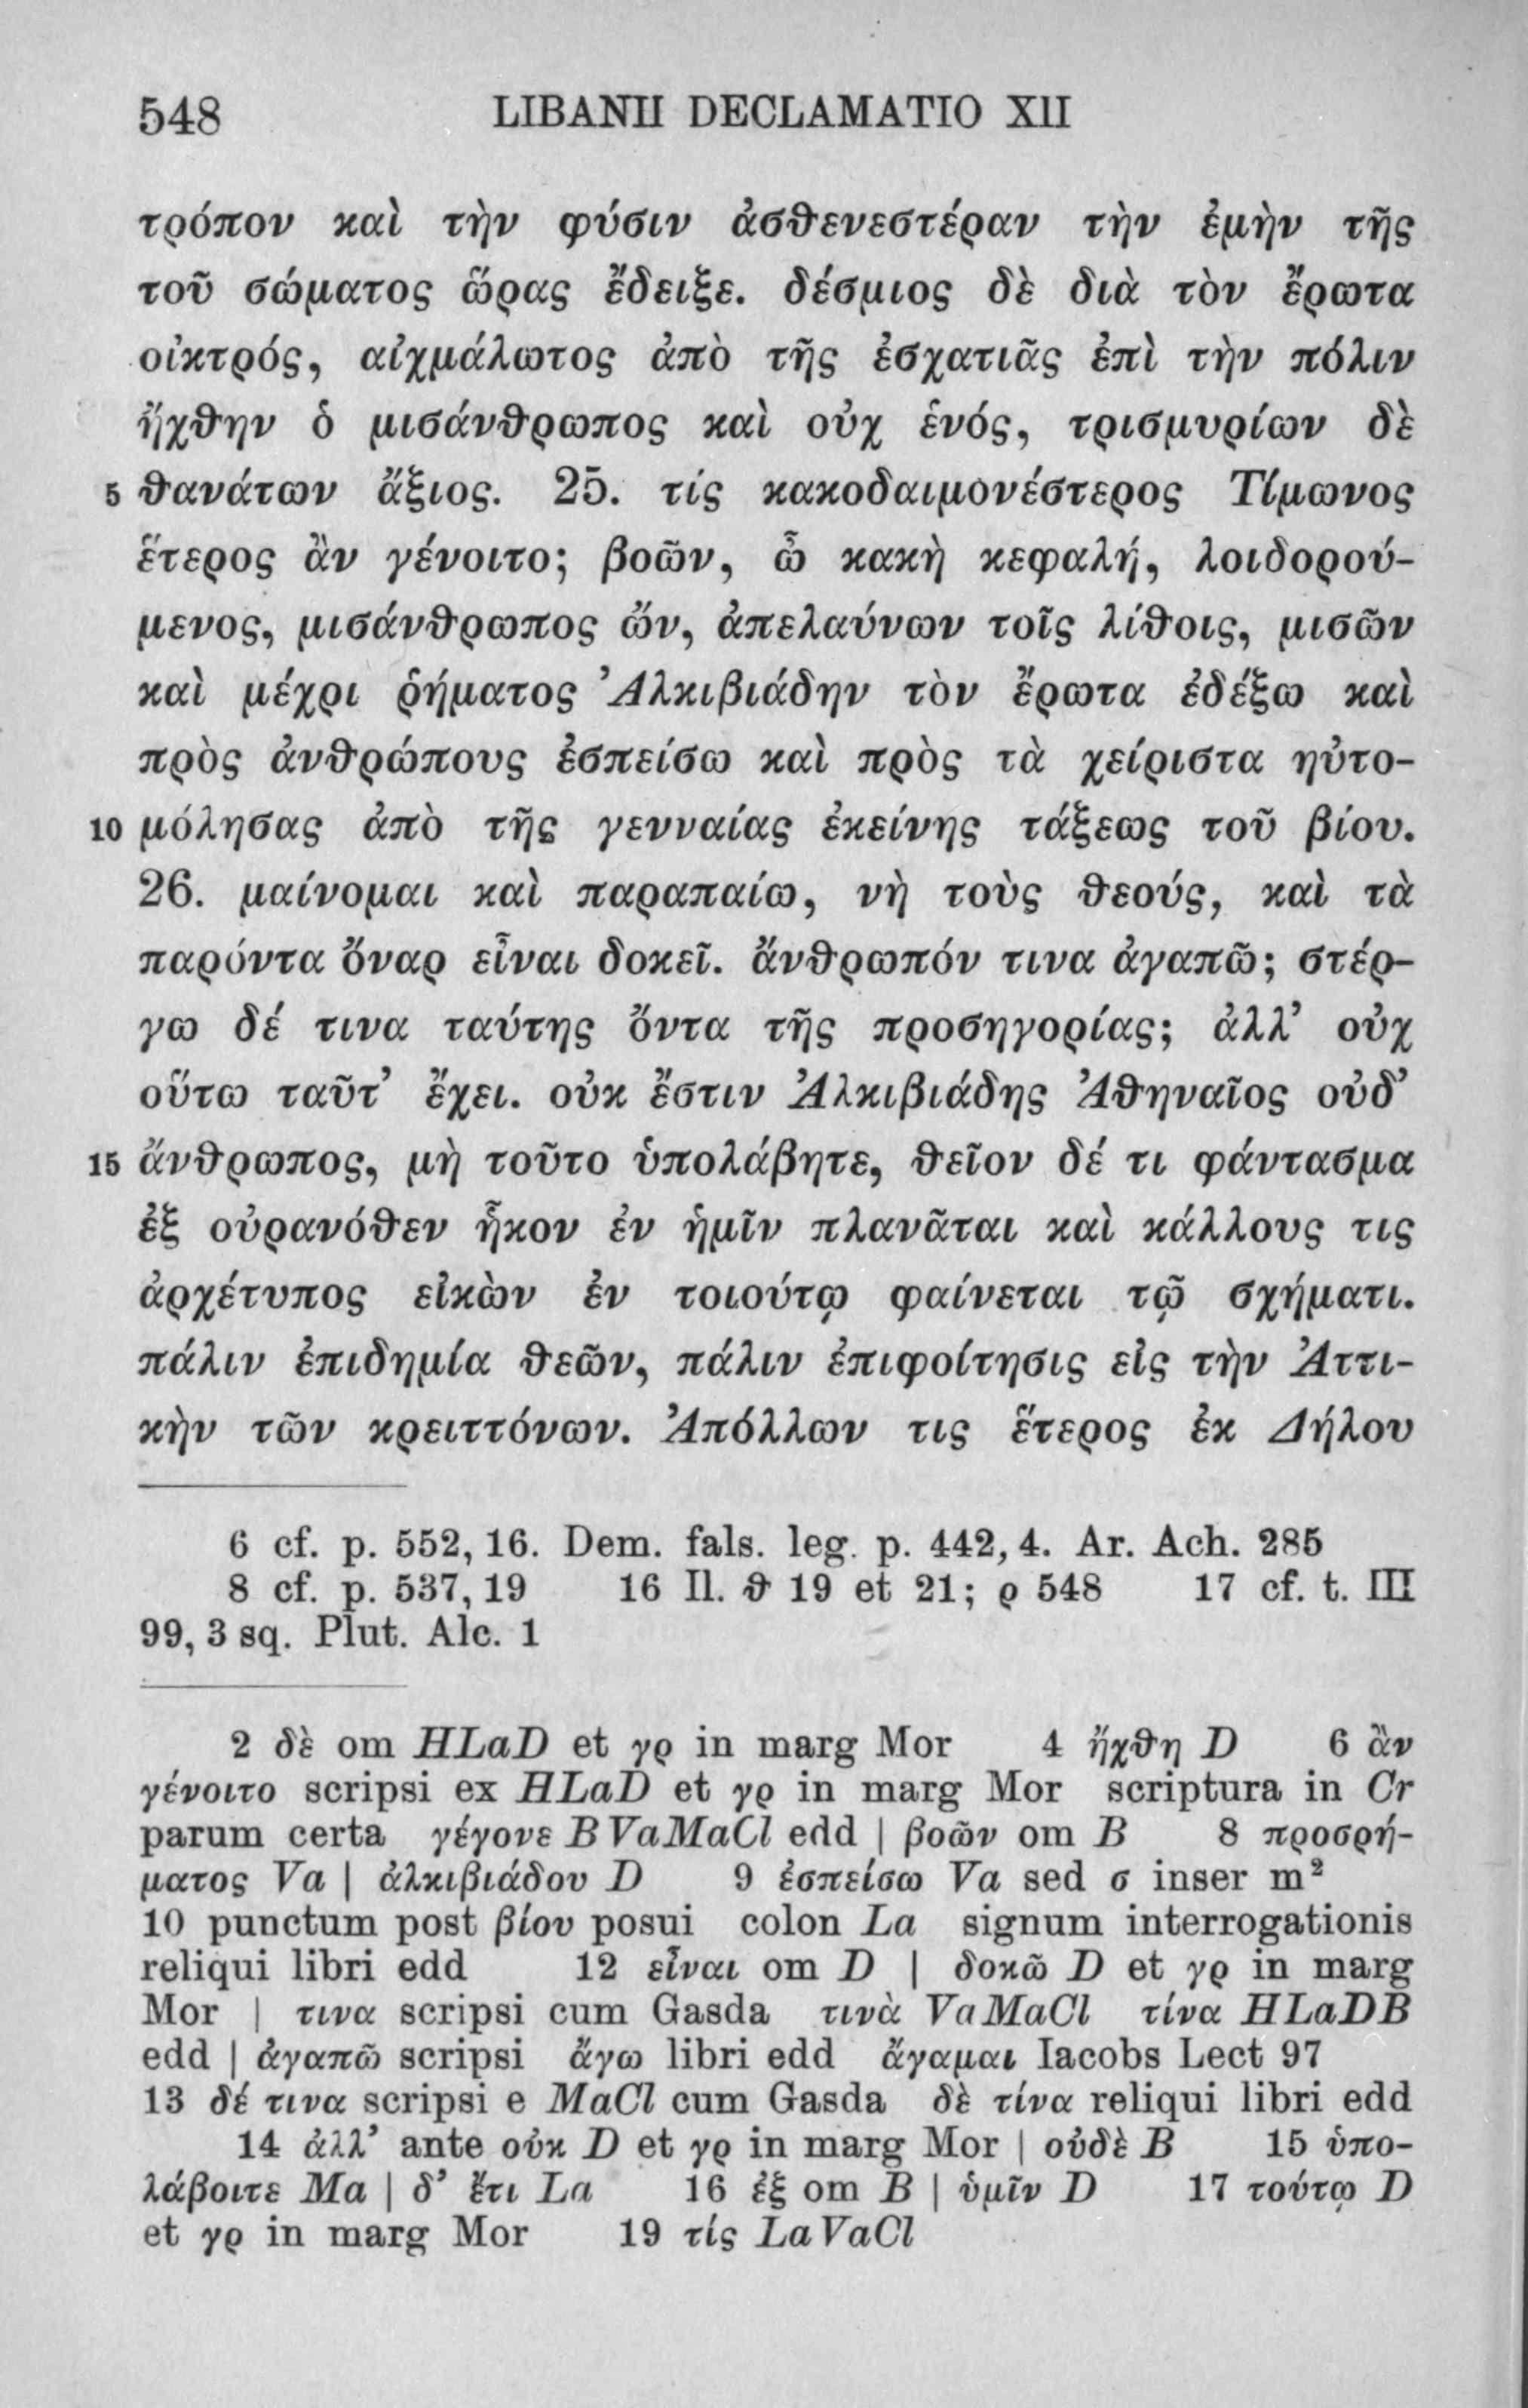 548 LIBANII DECLAMATIO XII
τρόπον καὶ τὴν φύσιν ἀσθενεστέραν τὴν ἐμὴν τῆς
τοῦ σώματος ὥρας ἔδειξε. δέσμιος δὲ διὰ τὸν ἔρωτα
οἰκτρός, αἰχμάλωτος ἀπὸ τῆς ἐσχατιᾶς ἐπὶ τὴν πόλιν
ἤχθην ὁ μισάνθρωπος καὶ οὐχ ἑνός, τρισμυρίων δὲ
5 θανάτων ἄξιος. 25. τίς κακοδαιμονέστερος Τίμωνος
ἕτερος ἂν γένοιτο; βοῶν, ὦ κακὴ κεφαλή, λοιδορού-
μενος, μισάνθρωπος ὤν, ἀπελαύνων τοῖς λίθοις, μισῶν
καὶ μέχρι ῥήματος Ἀλκιβιάδην τὸν ἔρωτα ἐδέξω καὶ
πρὸς ἀνθρώπους ἐσπείσω καὶ πρὸς τὰ χείριστα ηὐτο-
10 μόλησας ἀπὸ τῆς γενναίας ἐκείνης τάξεως τοῦ βίου.
26. μαίνομαι καὶ παραπαίω, νὴ τοὺς θεούς, καὶ τὰ
παρόντα ὄναρ εἶναι δοκεῖ. ἄνθρωπόν τινα ἀγαπῶ; στέρ-
γω δέ τινα ταύτης ὄντα τῆς προσηγορίας; ἀλλ’ οὐχ
οὕτω ταῦτ’ ἔχει. οὐκ ἔστιν Ἀλκιβιάδης Ἀθηναῖος οὐδ’
15 ἄνθρωπος, μὴ τοῦτο ὑπολάβητε, θεῖον δέ τι φάντασμα
ἐξ οὐρανόθεν ἧκον ἐν ἡμῖν πλανᾶται καὶ κάλλους τις
ἀρχέτυπος εἰκὼν ἐν τοιούτῳ φαίνεται τῷ σχήματι.
πάλιν ἐπιδημία θεῶν, πάλιν ἐπιφοίτησις εἰς τὴν Ἀττι-
κὴν τῶν κρειττόνων. Ἀπόλλων τις ἕτερος ἐκ Δήλου
6 cf. p. 552, 16. Dem. fals. leg. p. 442, 4. Ar. Ach. 285
8 cf. p. 537, 19 16 Il. θ 19 et 21; ρ 548 17 cf. t. III
99, 3 sq. Plut. Alc. 1
2 δὲ om HLaD et γρ in marg Mor 4 ἤχθη D 6 ἂν
γένοιτο scripsi ex HLaD et γρ in marg Mor scriptura in Cr
parum certa γέγονε BVaMaCl edd | βοῶν om B 8 προσρή-
ματος Va | ἀλκιβιάδου D 9 ἐσπείσω Va sed σ inser m²
10 punctum post βίου posui colon La signum interrogationis
reliqui libri edd 12 εἶναι om D | δοκῶ D et γρ in marg
Mor | τινα scripsi cum Gasda τινὰ VaMaCl τίνα HLaDB
edd | ἀγαπῶ scripsi ἄγω libri edd ἄγαμαι Iacobs Lect 97
13 δέ τινα scripsi e MaCl cum Gasda δὲ τίνα reliqui libri edd
14 ἀλλ’ ante οὐκ D et γρ in marg Mor | οὐδὲ B 15 ὑπο-
λάβοιτε Ma | δ’ ἔτι La 16 ἐξ om B | ὑμῖν D 17 τούτῳ D
et γρ in marg Mor 19 τίς LaVaCl